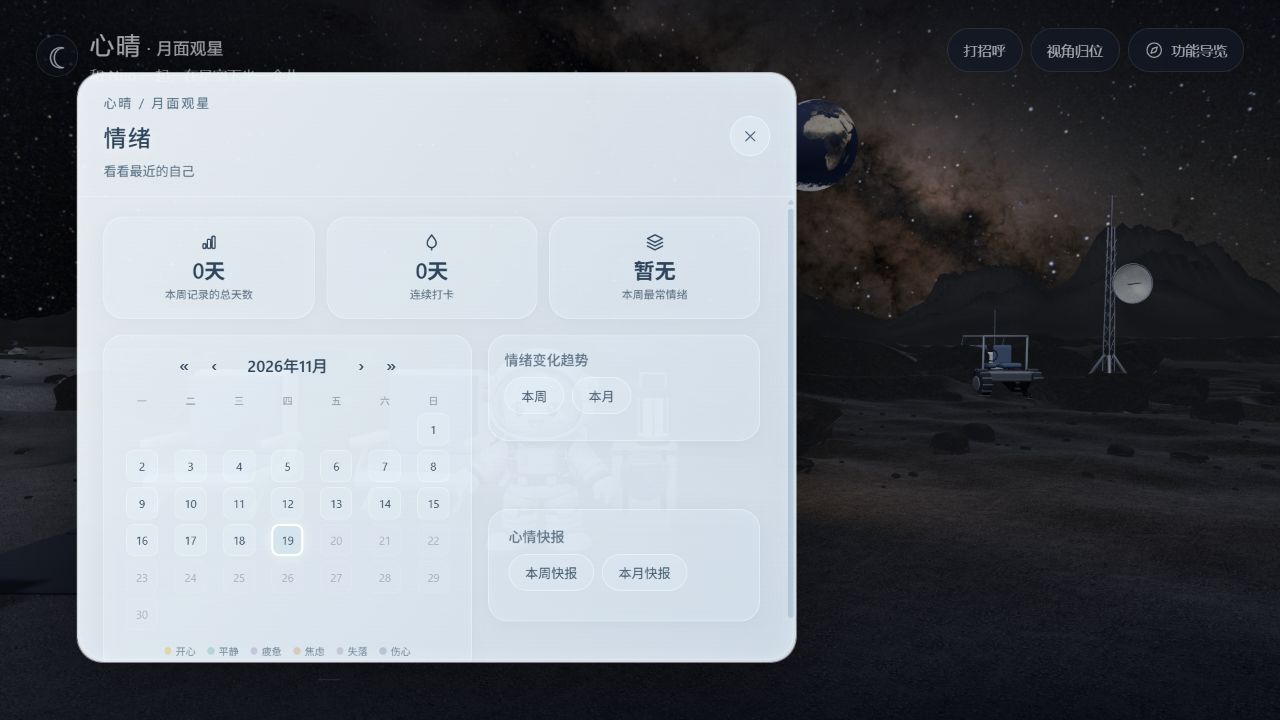 心晴 · 月面观星
打招呼
视角归位
功能导览
心晴 / 月面观星
情绪
看看最近的自己
0天
本周记录的总天数
0天
连续打卡
暂无
本周最常情绪
« ‹ 2026年11月 › »
一 二 三 四 五 六 日
1
2 3 4 5 6 7 8
9 10 11 12 13 14 15
16 17 18 19 20 21 22
23 24 25 26 27 28 29
30
开心 平静 疲惫 焦虑 失落 伤心
情绪变化趋势
本周 本月
心情快报
本周快报 本月快报